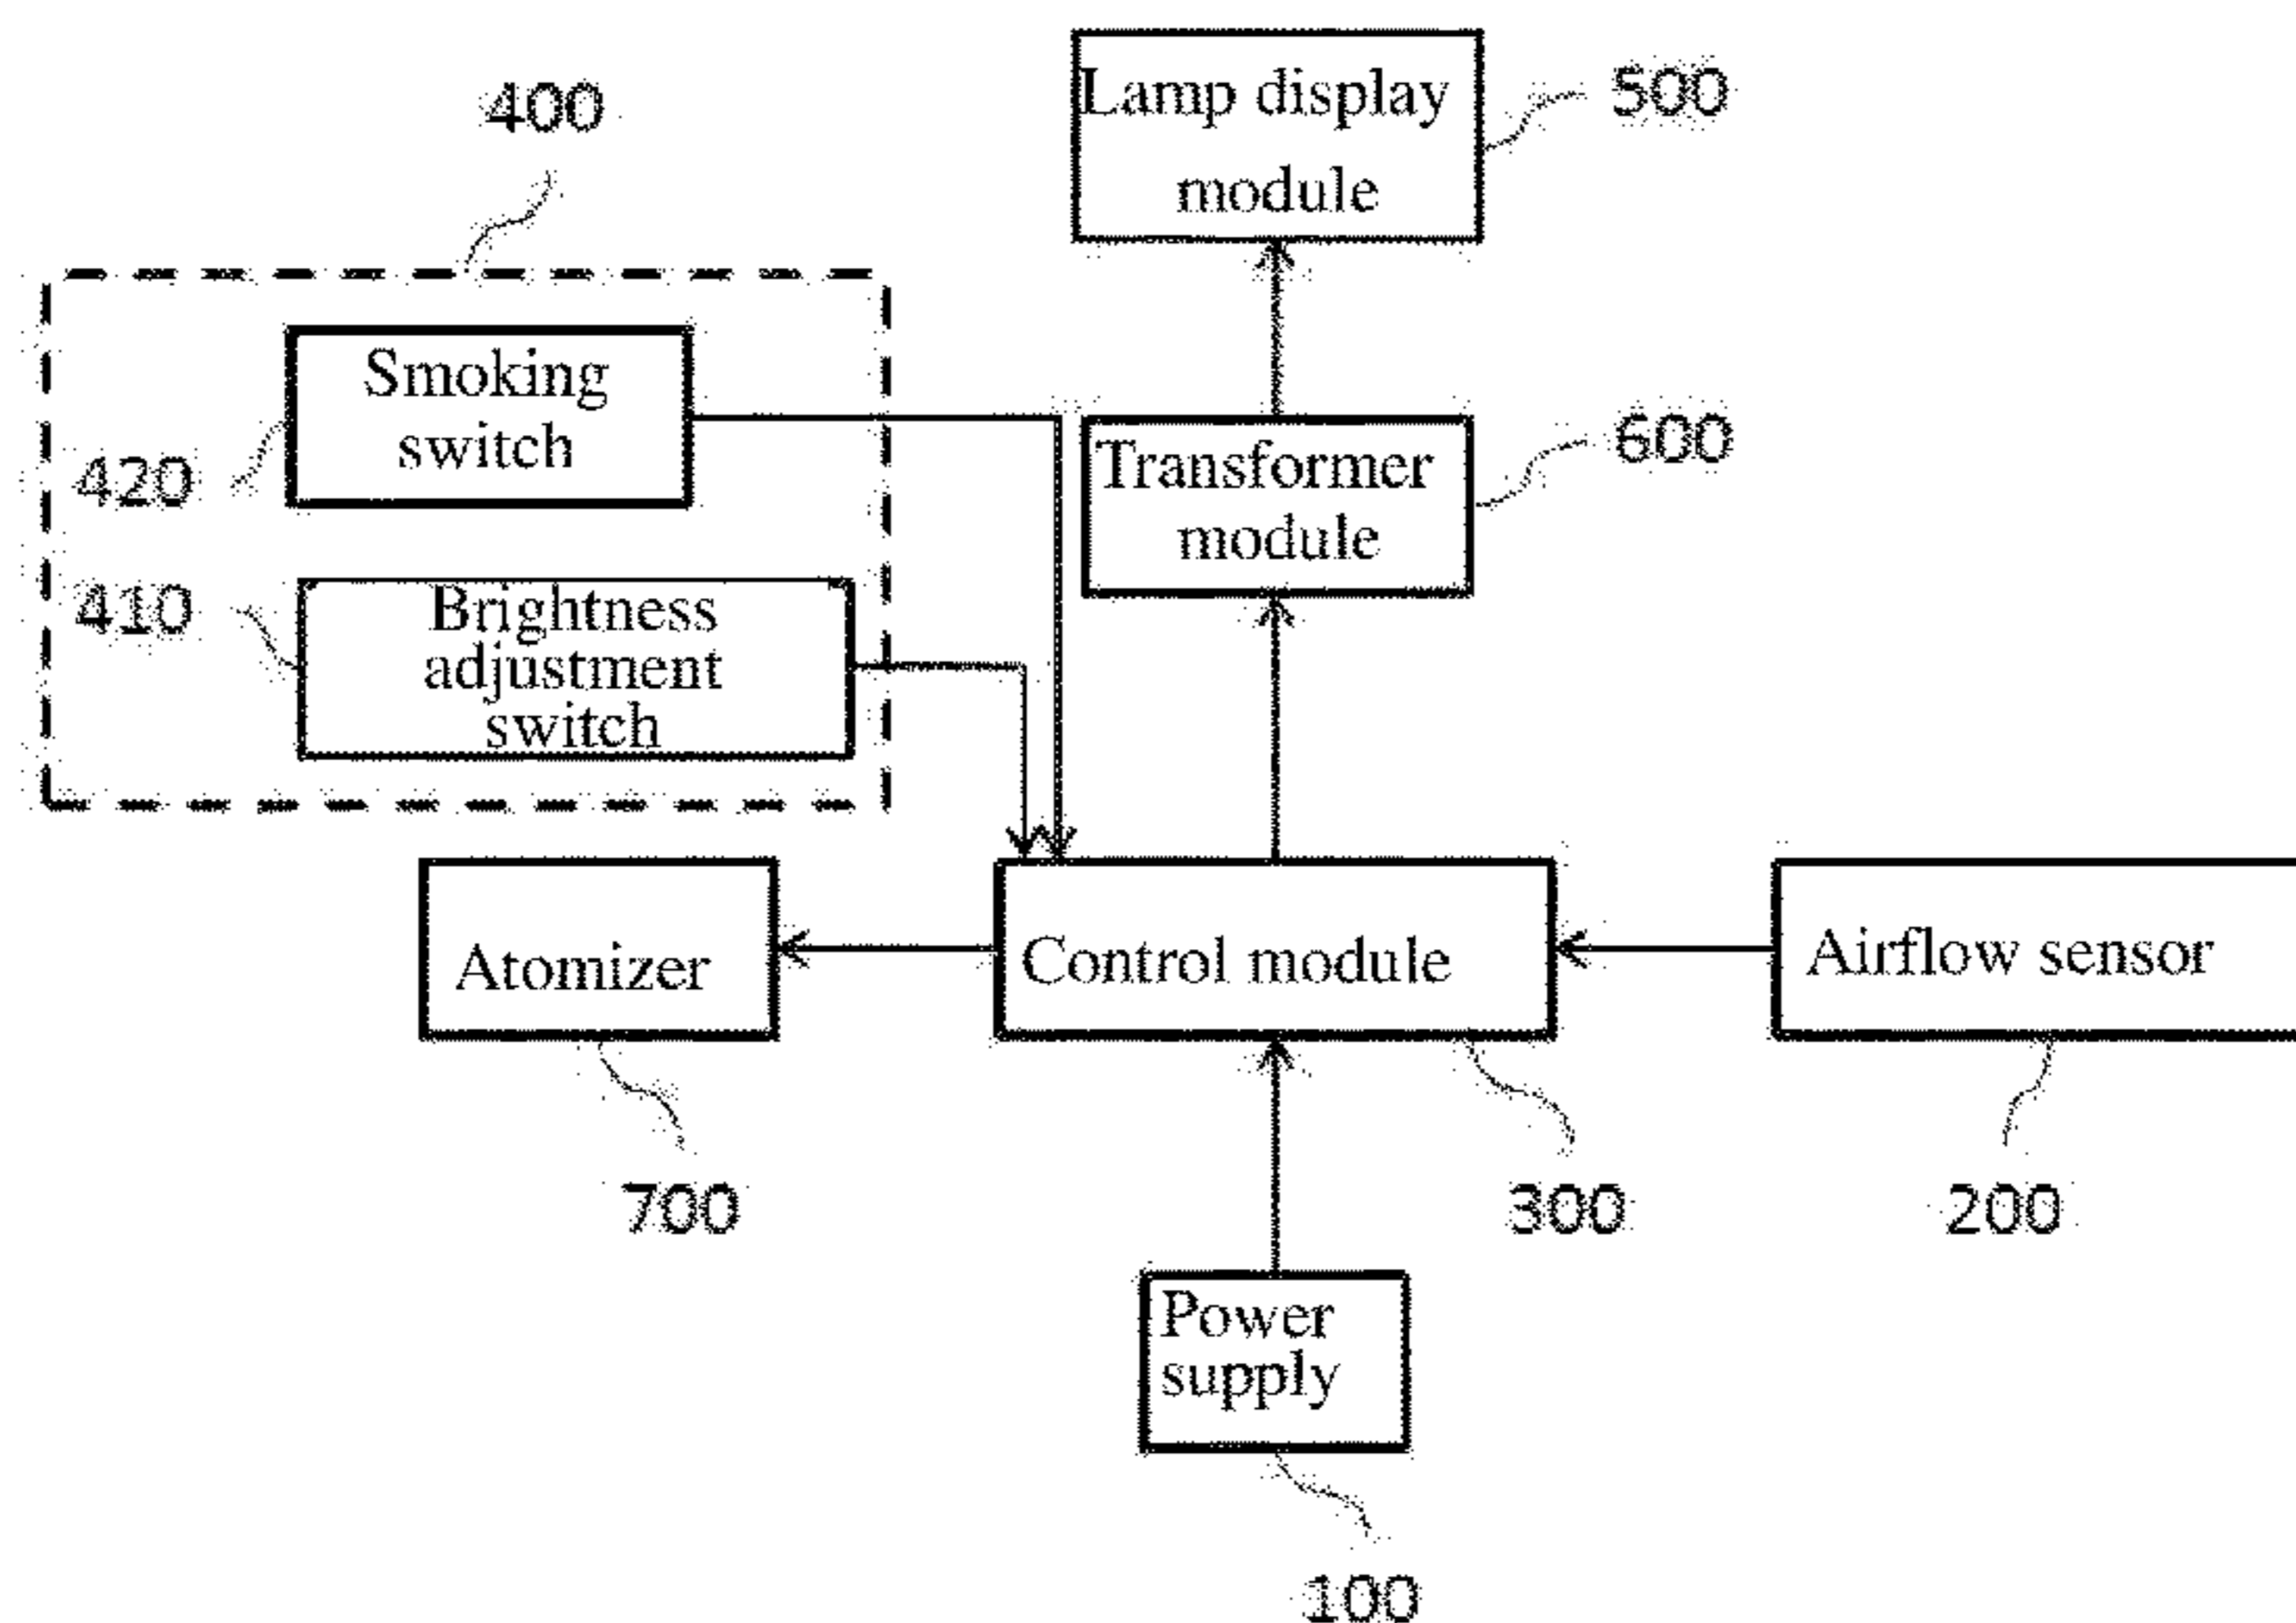 400
Lamp display
module
500
Smoking
switch
420
Transformer
module
600
410
Brightness
adjustment
switch
Atomizer
Control module
Airflow sensor
700
300
200
Power
supply
100